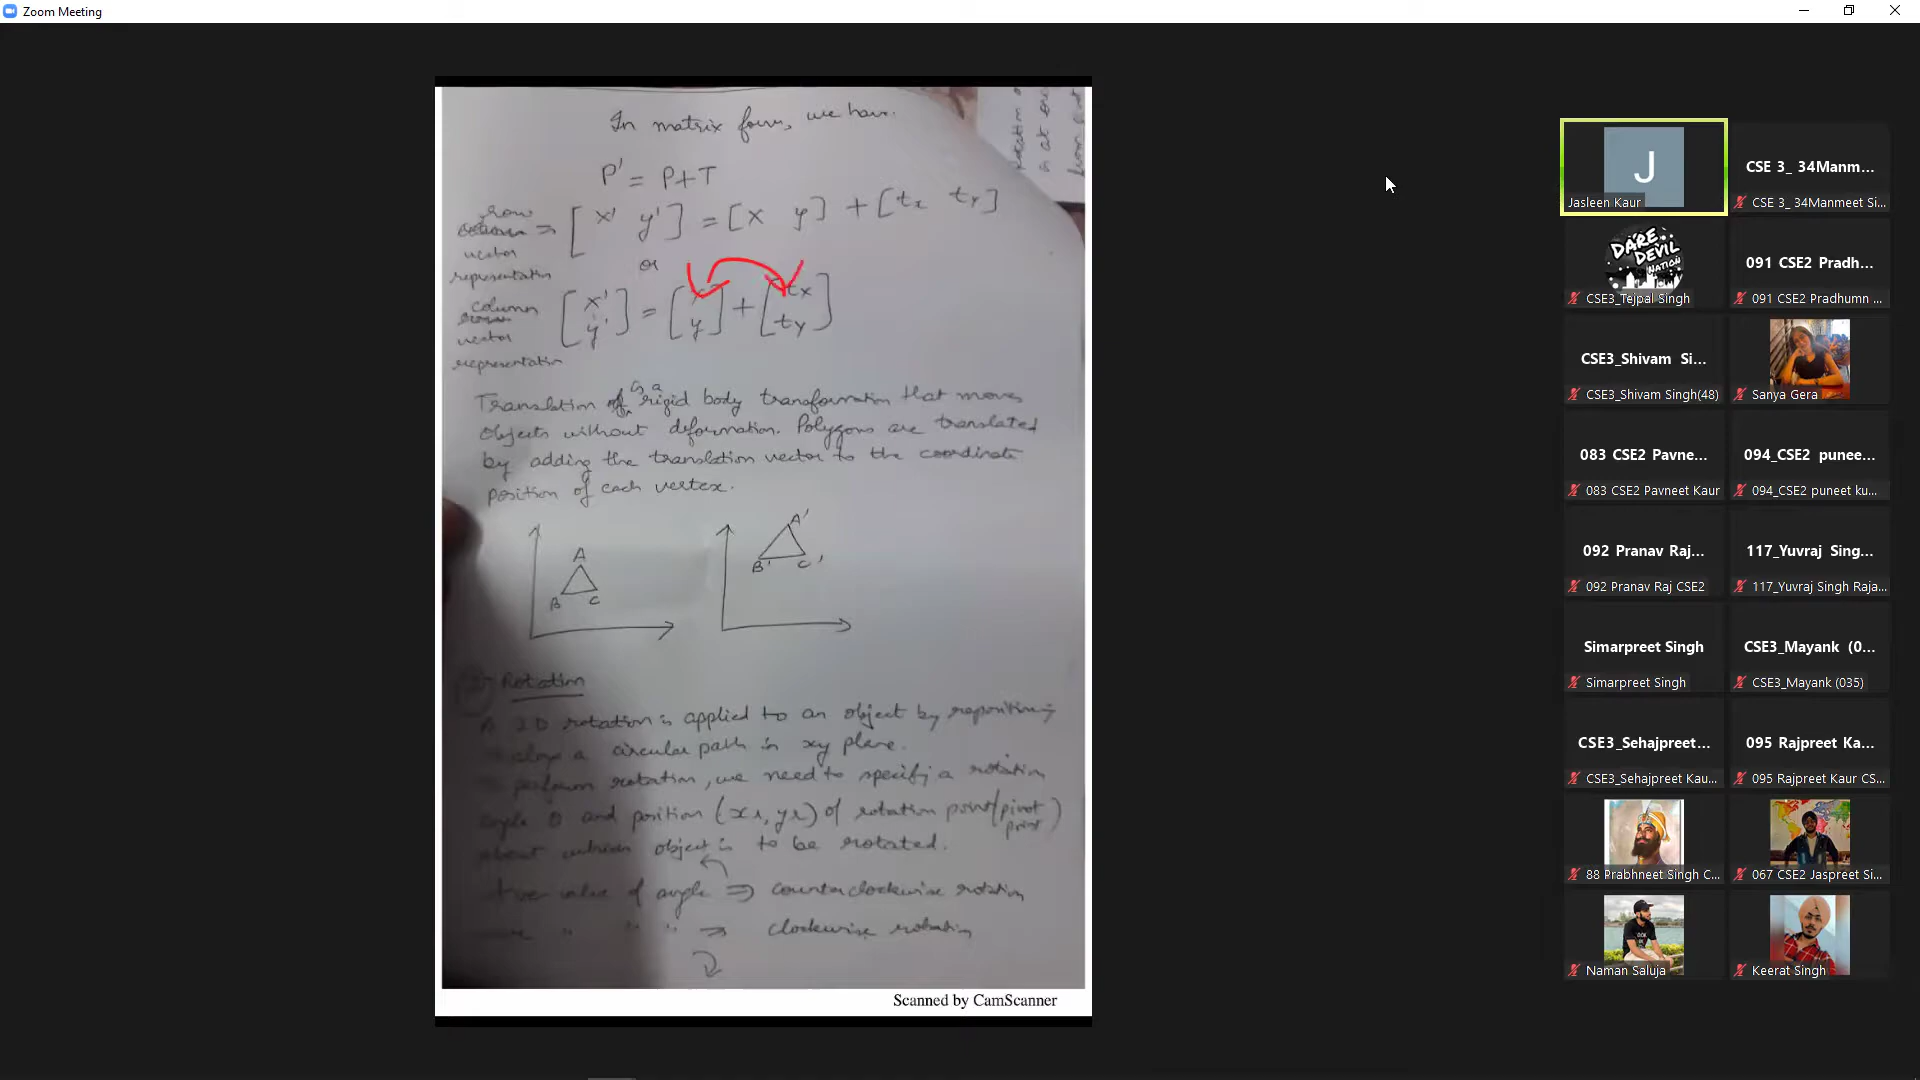 Zoom Meeting
In matrix form, we have.
P' = P+T
row
vector
representation
⇒ [x' y'] = [x y] + [tx ty]
or
column
vector
representation
[x' y'] = [y] + [tx ty]
Translation is a rigid body transformation that moves
objects without deformation. Polygons are translated
by adding the translation vector to the coordinate
position of each vertex.
A
B C
A'
B' C'
Rotation
A 2D rotation is applied to an object by repositing
along a circular path in xy plane.
perform rotation, we need to specify a rotation
angle θ and position (xr, yr) of rotation point (pivot
point)
about which object is to be rotated.
+ve value of angle ⇒ counterclockwise rotation
" " " ⇒ clockwise rotation
Scanned by CamScanner
J
Jasleen Kaur
CSE 3_ 34Manm...
CSE 3_ 34Manmeet Si...
DARE
DEVIL
NATION
CSE3_Tejpal Singh
091 CSE2 Pradh...
091 CSE2 Pradhumn ...
CSE3_Shivam Si...
CSE3_Shivam Singh(48)
Sanya Gera
083 CSE2 Pavne...
083 CSE2 Pavneet Kaur
094_CSE2 punee...
094_CSE2 puneet ku...
092 Pranav Raj...
092 Pranav Raj CSE2
117_Yuvraj Sing...
117_Yuvraj Singh Raja...
Simarpreet Singh
Simarpreet Singh
CSE3_Mayank (0...
CSE3_Mayank (035)
CSE3_Sehajpreet...
CSE3_Sehajpreet Kau...
095 Rajpreet Ka...
095 Rajpreet Kaur CS...
88 Prabhneet Singh C...
067 CSE2 Jaspreet Si...
Naman Saluja
Keerat Singh